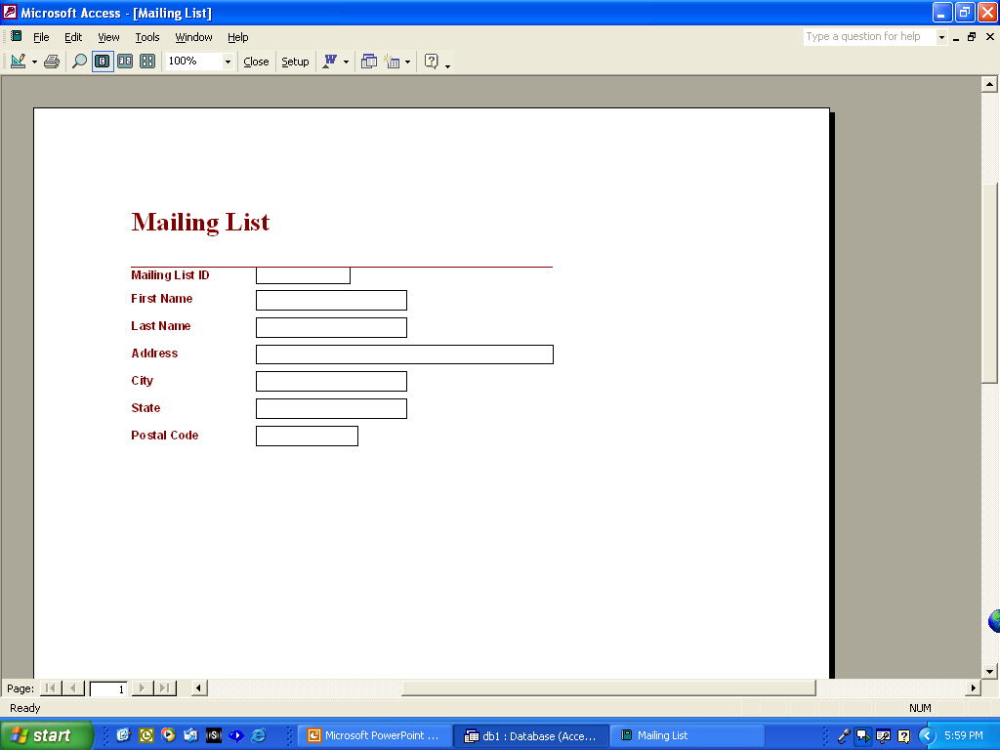 Microsoft Access - [Mailing List]
File Edit View Tools Window Help
Type a question for help
100% Close Setup
Mailing List
Mailing List ID
First Name
Last Name
Address
City
State
Postal Code
Page: 1
Ready NUM
start Microsoft PowerPoint ... db1 : Database (Acce... Mailing List 5:59 PM